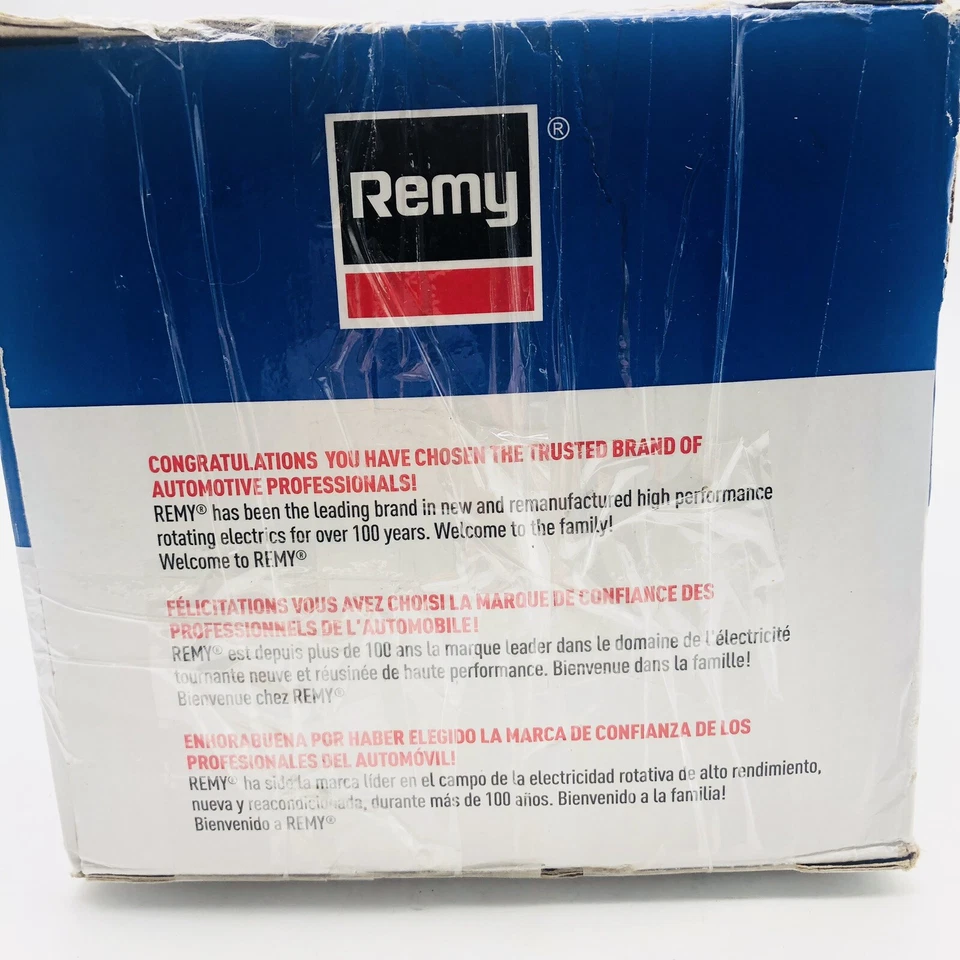 Remy ®
CONGRATULATIONS YOU HAVE CHOSEN THE TRUSTED BRAND OF
AUTOMOTIVE PROFESSIONALS!
REMY® has been the leading brand in new and remanufactured high performance
rotating electrics for over 100 years. Welcome to the family!
Welcome to REMY®
FÉLICITATIONS VOUS AVEZ CHOISI LA MARQUE DE CONFIANCE DES
PROFESSIONNELS DE L'AUTOMOBILE!
REMY® est depuis plus de 100 ans la marque leader dans le domaine de l'électricité
tournante neuve et réusinée de haute performance. Bienvenue dans la famille!
Bienvenue chez REMY®
ENHORABUENA POR HABER ELEGIDO LA MARCA DE CONFIANZA DE LOS
PROFESIONALES DEL AUTOMÓVIL!
REMY® ha sido la marca líder en el campo de la electricidad rotativa de alto rendimiento,
nueva y reacondicionada, durante más de 100 años. Bienvenido a la familia!
Bienvenido a REMY®